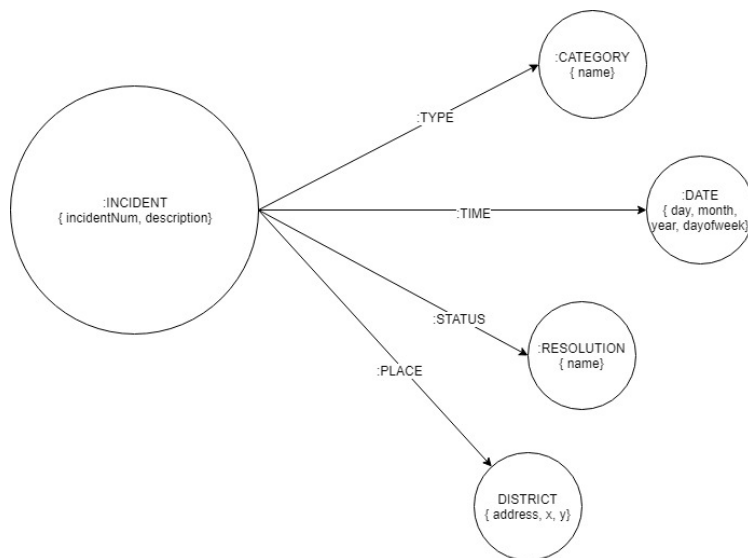 :CATEGORY
{ name}
:TYPE
:INCIDENT
{ incidentNum, description}
:DATE
{ day, month,
year, dayofweek}
:TIME
:STATUS
:RESOLUTION
{ name}
:PLACE
DISTRICT
{ address, x, y}